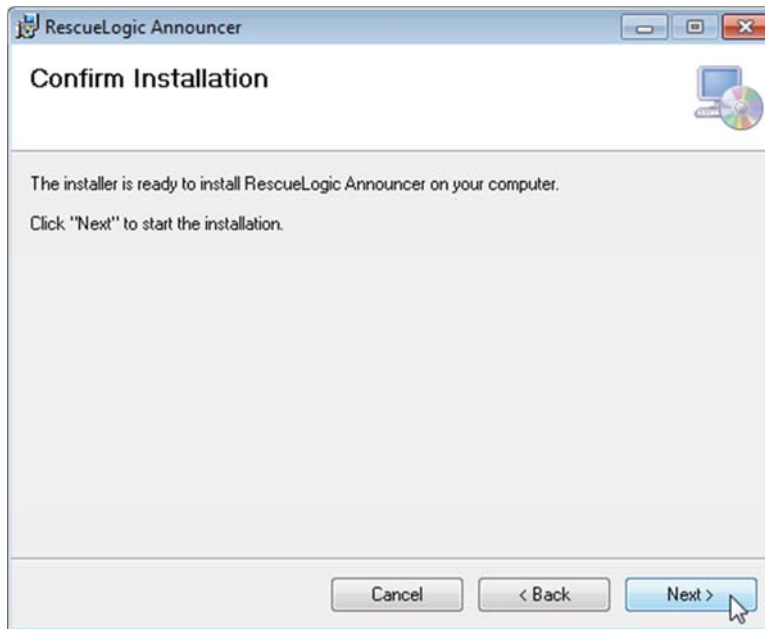 RescueLogic Announcer
Confirm Installation
The installer is ready to install RescueLogic Announcer on your computer.
Click "Next" to start the installation.
Cancel
< Back
Next >